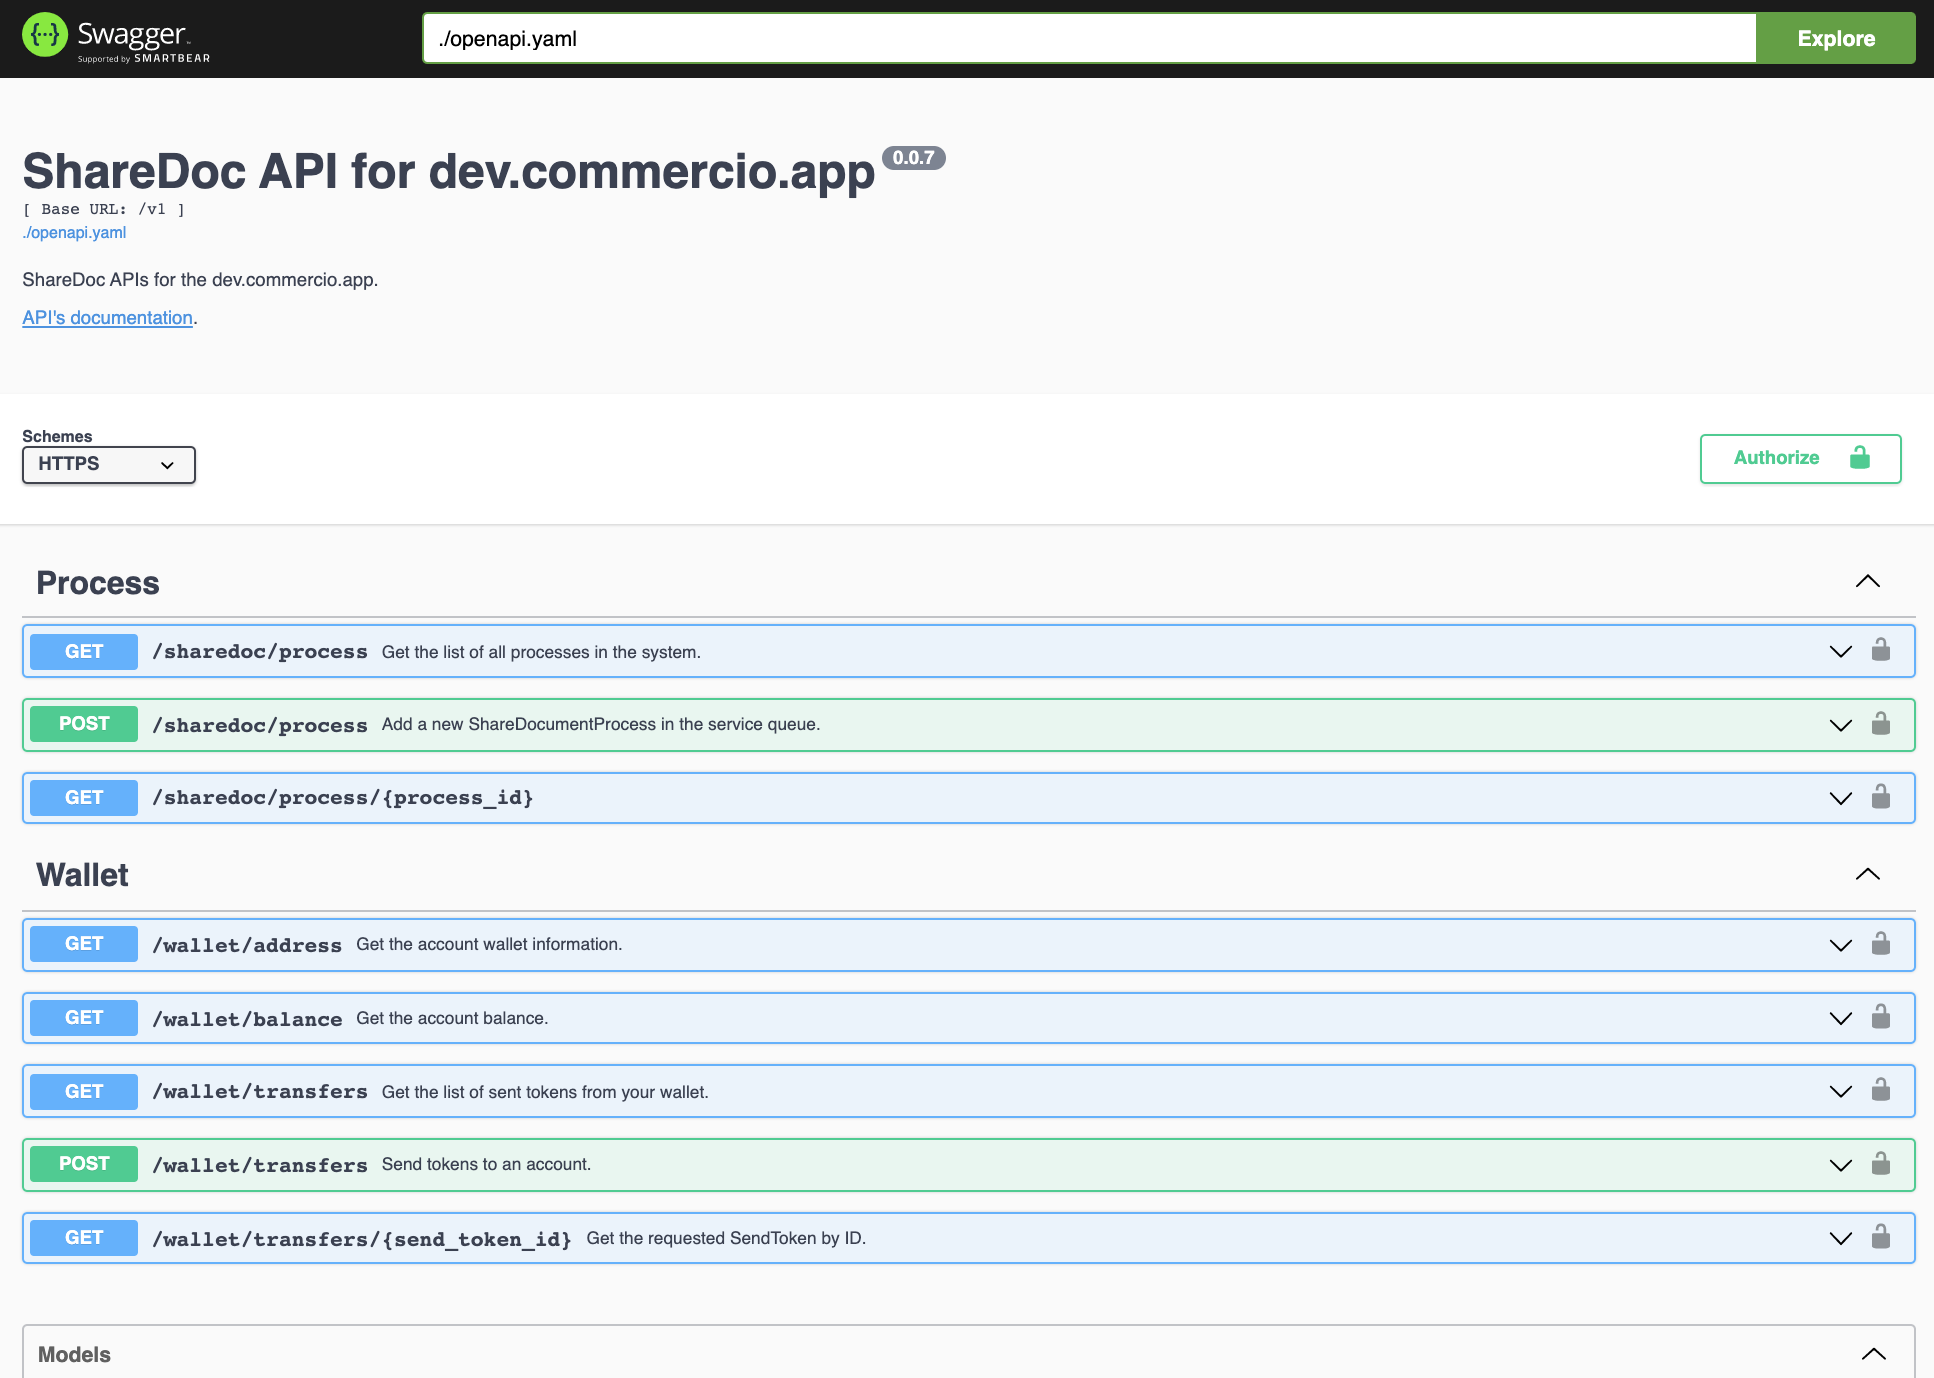 {···} Swagger™
Supported by SMARTBEAR
./openapi.yaml
Explore
ShareDoc API for dev.commercio.app 0.0.7
[ Base URL: /v1 ]
./openapi.yaml
ShareDoc APIs for the dev.commercio.app.
API's documentation.
Schemes
HTTPS
Authorize
Process
GET /sharedoc/process Get the list of all processes in the system.
POST /sharedoc/process Add a new ShareDocumentProcess in the service queue.
GET /sharedoc/process/{process_id}
Wallet
GET /wallet/address Get the account wallet information.
GET /wallet/balance Get the account balance.
GET /wallet/transfers Get the list of sent tokens from your wallet.
POST /wallet/transfers Send tokens to an account.
GET /wallet/transfers/{send_token_id} Get the requested SendToken by ID.
Models